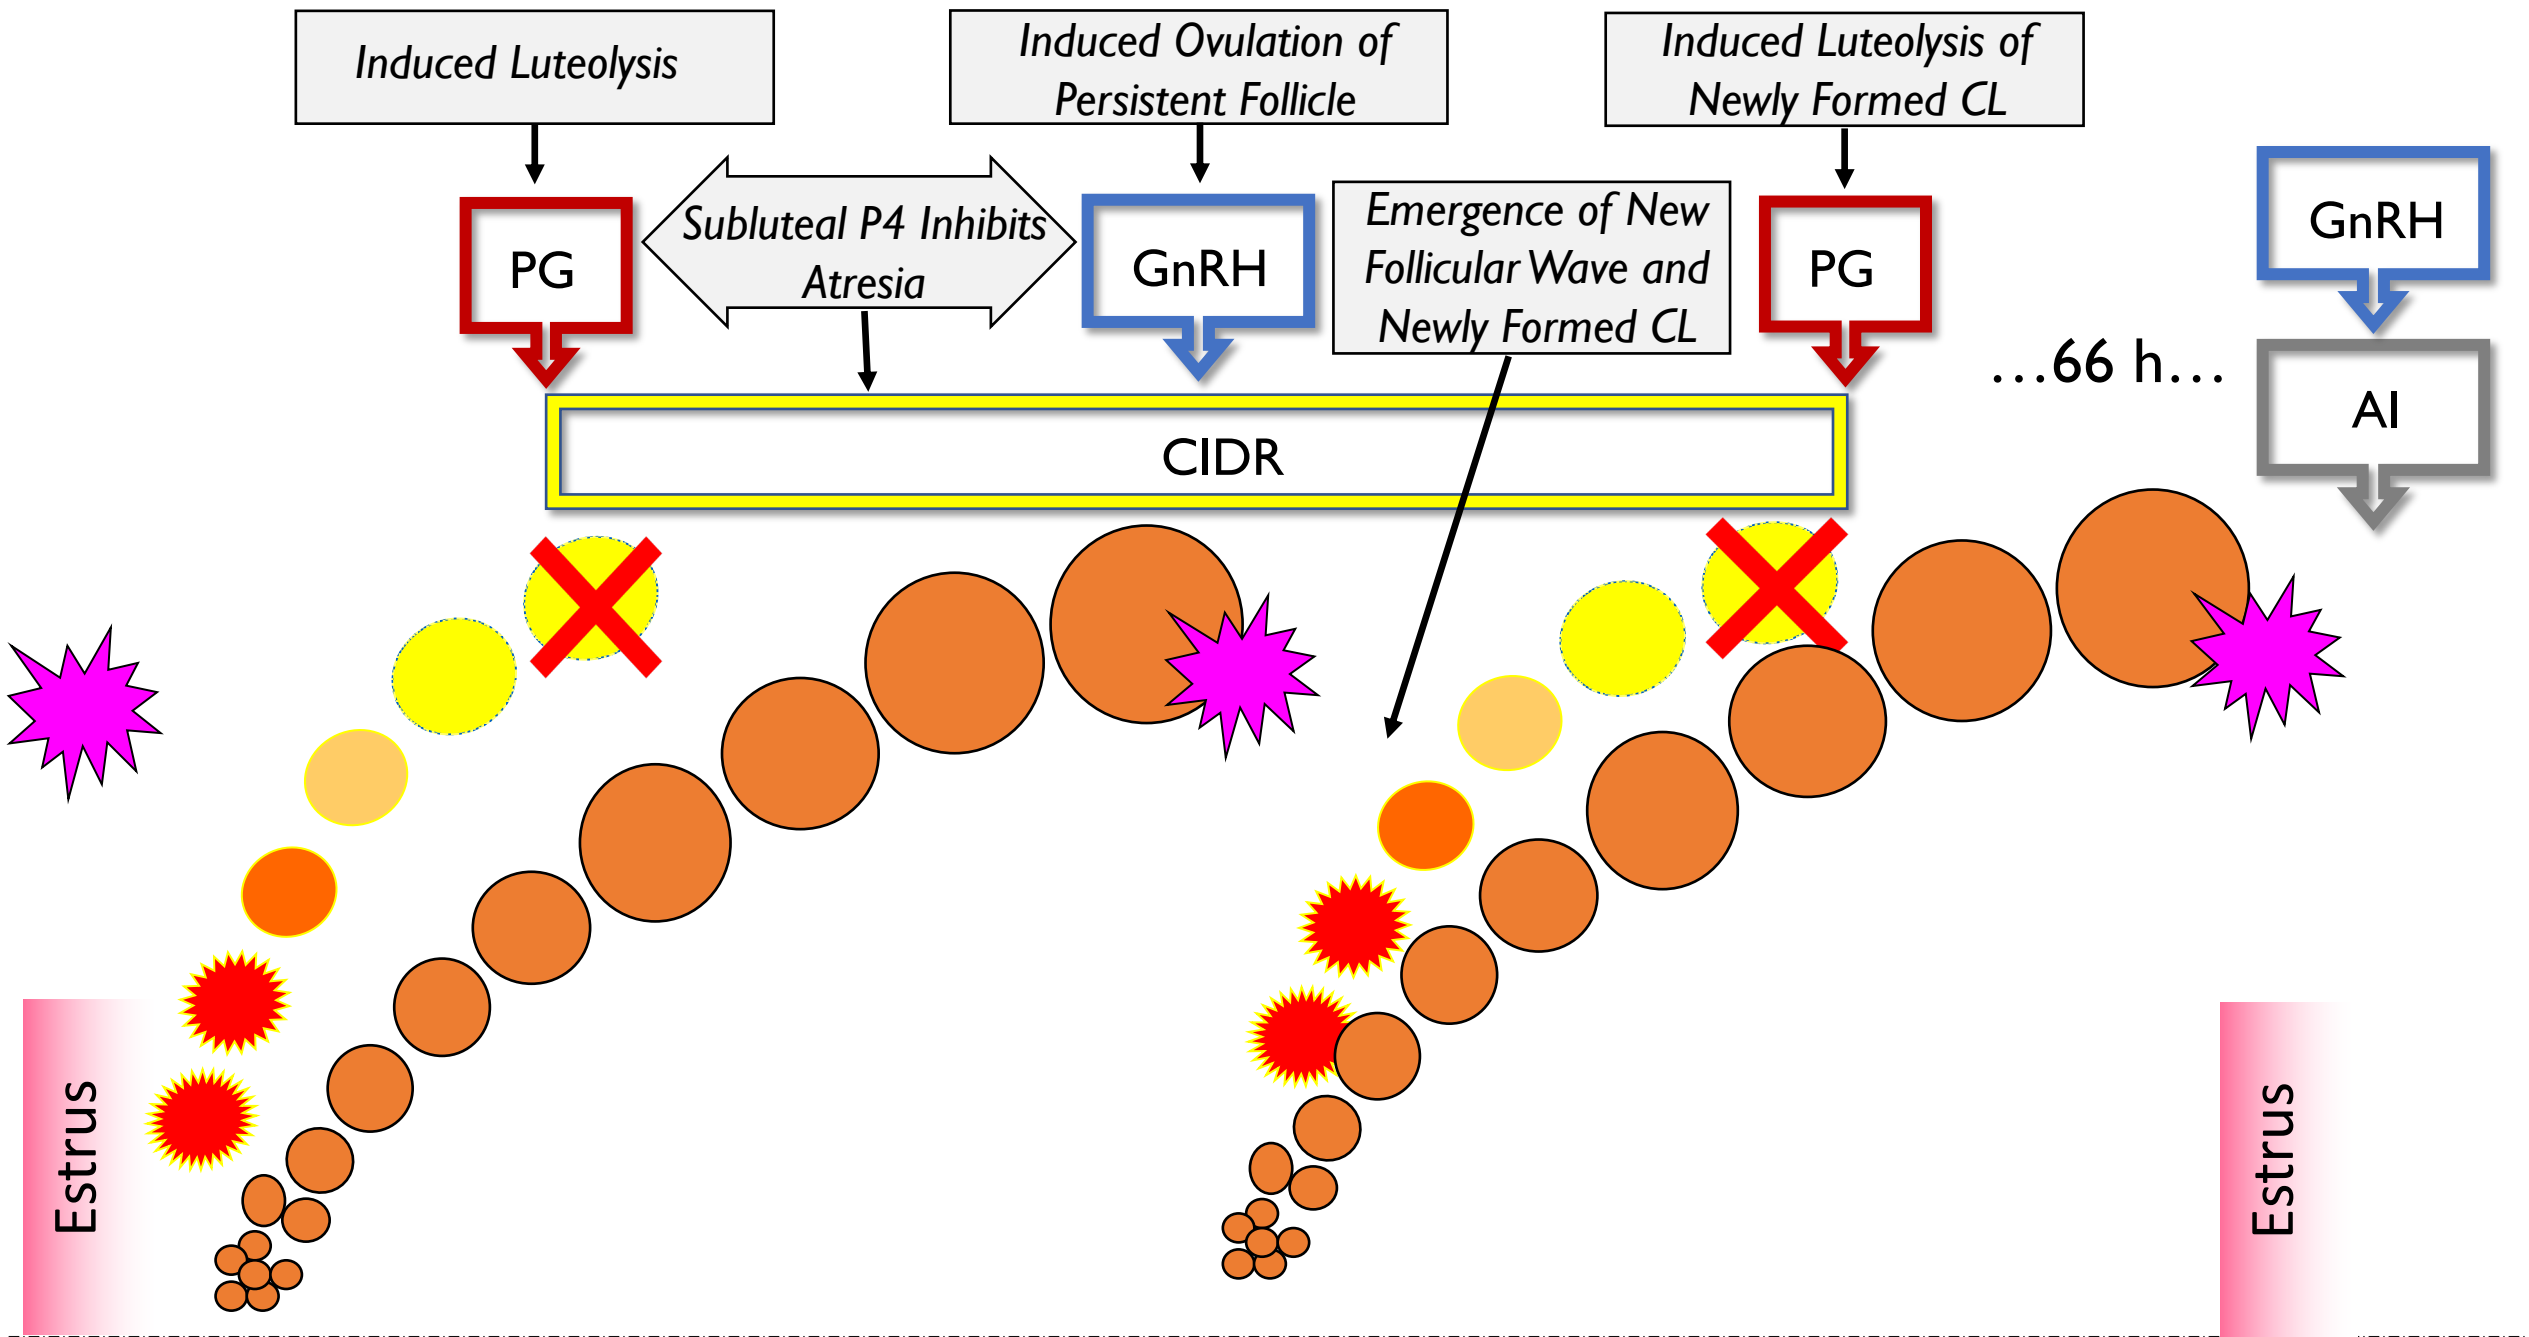 Induced Luteolysis
Induced Ovulation of
Persistent Follicle
Induced Luteolysis of
Newly Formed CL
PG
Subluteal P4 Inhibits
Atresia
GnRH
Emergence of New
Follicular Wave and
Newly Formed CL
PG
...66 h...
GnRH
AI
CIDR
Estrus
Estrus